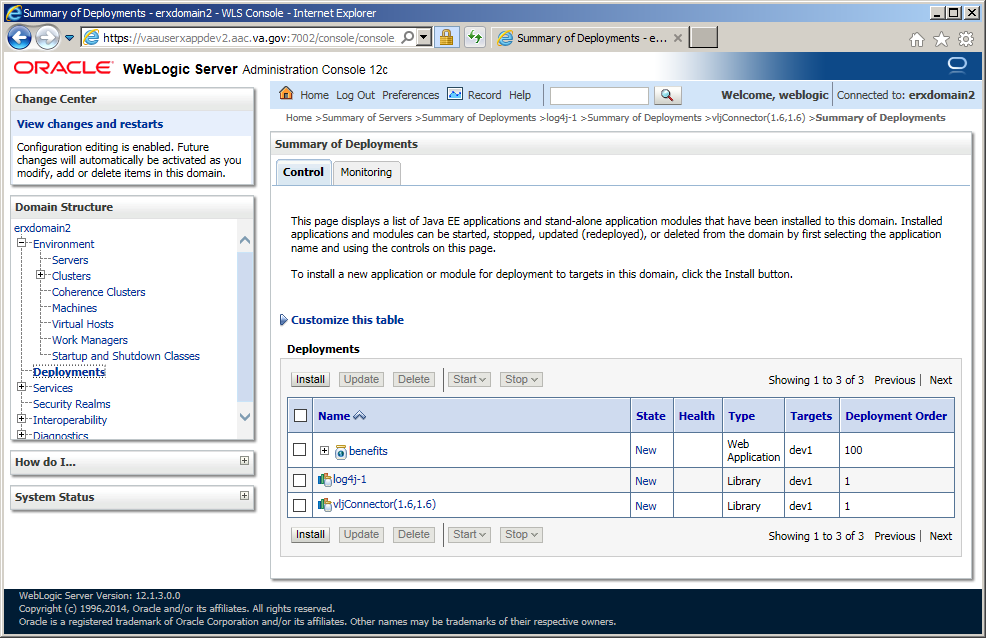 Summary of Deployments - erxdomain2 - WLS Console - Internet Explorer
https://vaauserxappdev2.aac.va.gov:7002/console/console
Summary of Deployments - e...
ORACLE WebLogic Server Administration Console 12c
Change Center
View changes and restarts
Configuration editing is enabled. Future
changes will automatically be activated as you
modify, add or delete items in this domain.
Domain Structure
erxdomain2
Environment
Servers
Clusters
Coherence Clusters
Machines
Virtual Hosts
Work Managers
Startup and Shutdown Classes
Deployments
Services
Security Realms
Interoperability
Diagnostics
How do I...
System Status
Home Log Out Preferences Record Help
Welcome, weblogic Connected to: erxdomain2
Home >Summary of Servers >Summary of Deployments >log4j-1 >Summary of Deployments >vljConnector(1.6,1.6) >Summary of Deployments
Summary of Deployments
Control Monitoring
This page displays a list of Java EE applications and stand-alone application modules that have been installed to this domain. Installed
applications and modules can be started, stopped, updated (redeployed), or deleted from the domain by first selecting the application
name and using the controls on this page.
To install a new application or module for deployment to targets in this domain, click the Install button.
Customize this table
Deployments
Install Update Delete Start Stop Showing 1 to 3 of 3 Previous | Next
Name State Health Type Targets Deployment Order
benefits New Web Application dev1 100
log4j-1 New Library dev1 1
vljConnector(1.6,1.6) New Library dev1 1
Install Update Delete Start Stop Showing 1 to 3 of 3 Previous | Next
WebLogic Server Version: 12.1.3.0.0
Copyright (c) 1996,2014, Oracle and/or its affiliates. All rights reserved.
Oracle is a registered trademark of Oracle Corporation and/or its affiliates. Other names may be trademarks of their respective owners.